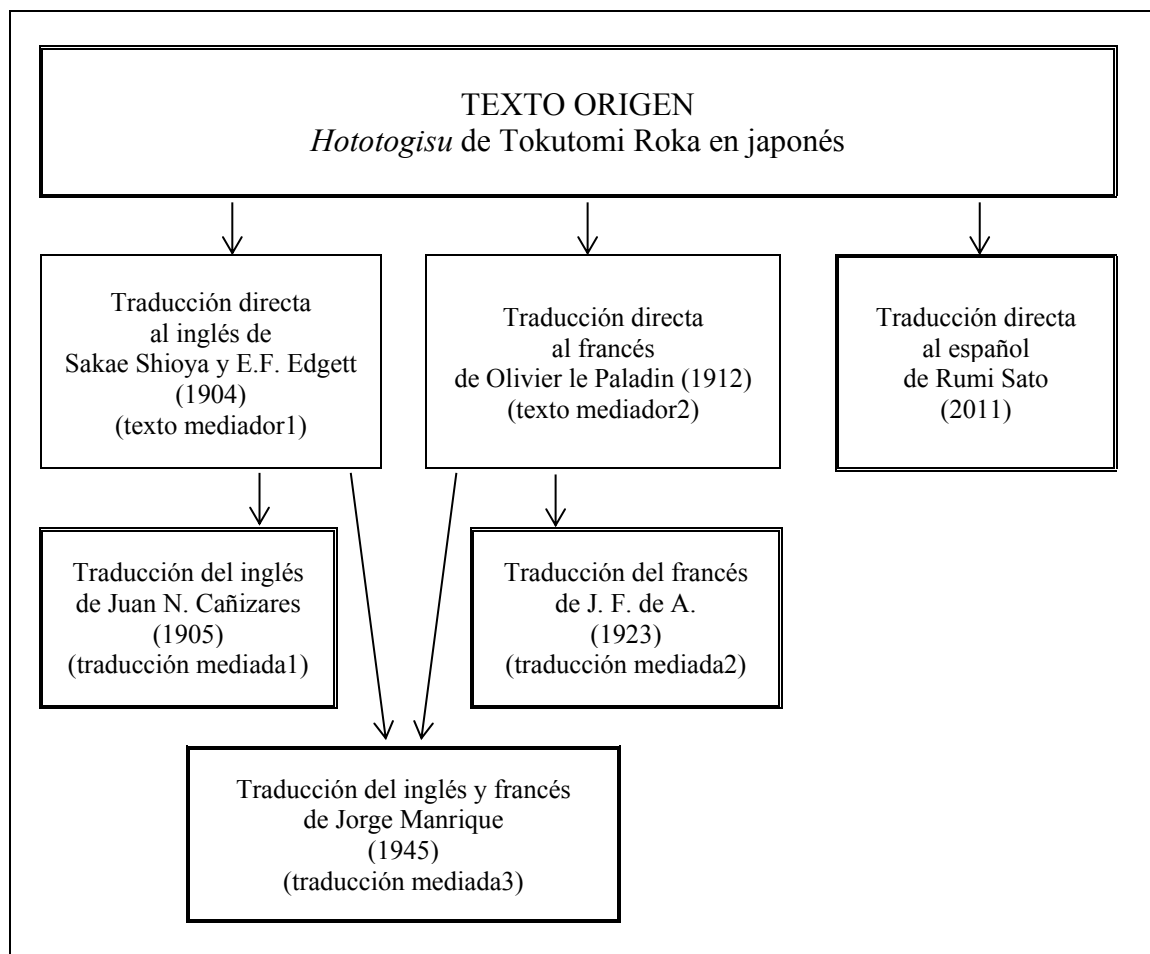 TEXTO ORIGEN
Hototogisu de Tokutomi Roka en japonés
Traducción directa
al inglés de
Sakae Shioya y E.F. Edgett
(1904)
(texto mediador1)
Traducción directa
al francés
de Olivier le Paladin (1912)
(texto mediador2)
Traducción directa
al español
de Rumi Sato
(2011)
Traducción del inglés
de Juan N. Cañizares
(1905)
(traducción mediada1)
Traducción del francés
de J. F. de A.
(1923)
(traducción mediada2)
Traducción del inglés y francés
de Jorge Manrique
(1945)
(traducción mediada3)